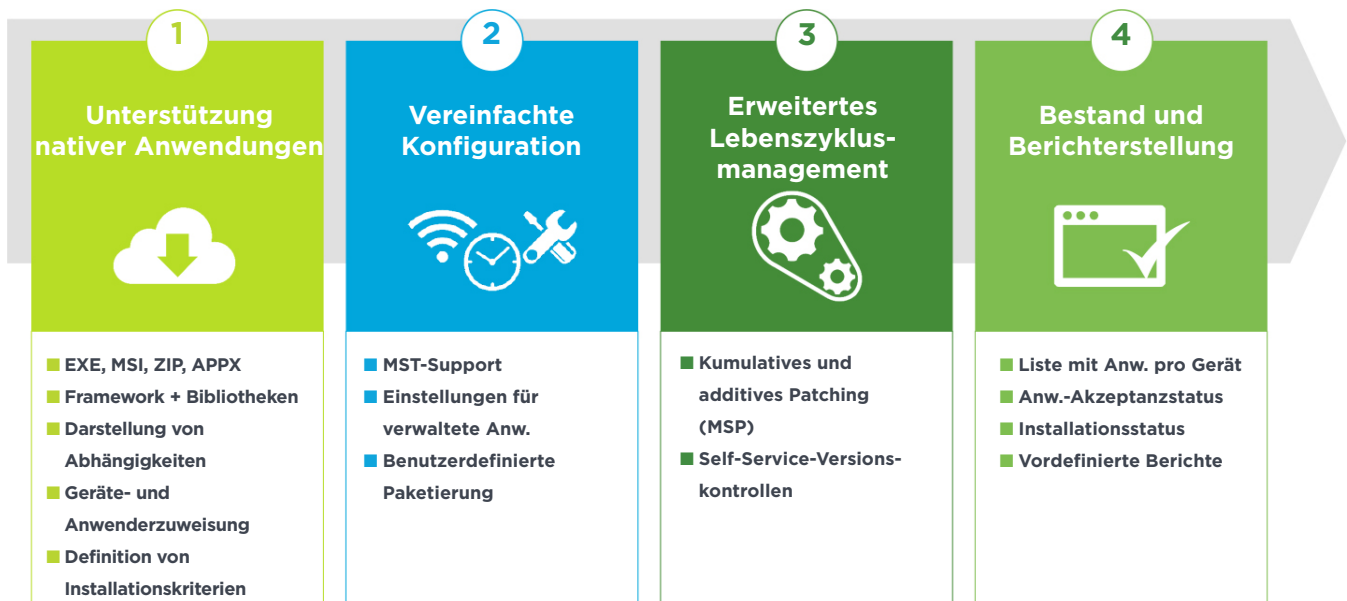 1
Unterstützung
nativer Anwendungen
EXE, MSI, ZIP, APPX
Framework + Bibliotheken
Darstellung von
Abhängigkeiten
Geräte- und
Anwenderzuweisung
Definition von
Installationskriterien
2
Vereinfachte
Konfiguration
MST-Support
Einstellungen für
verwaltete Anw.
Benutzerdefinierte
Paketierung
3
Erweitertes
Lebenszyklus-
management
Kumulatives und
additives Patching
(MSP)
Self-Service-Versions-
kontrollen
4
Bestand und
Berichterstellung
Liste mit Anw. pro Gerät
Anw.-Akzeptanzstatus
Installationsstatus
Vordefinierte Berichte